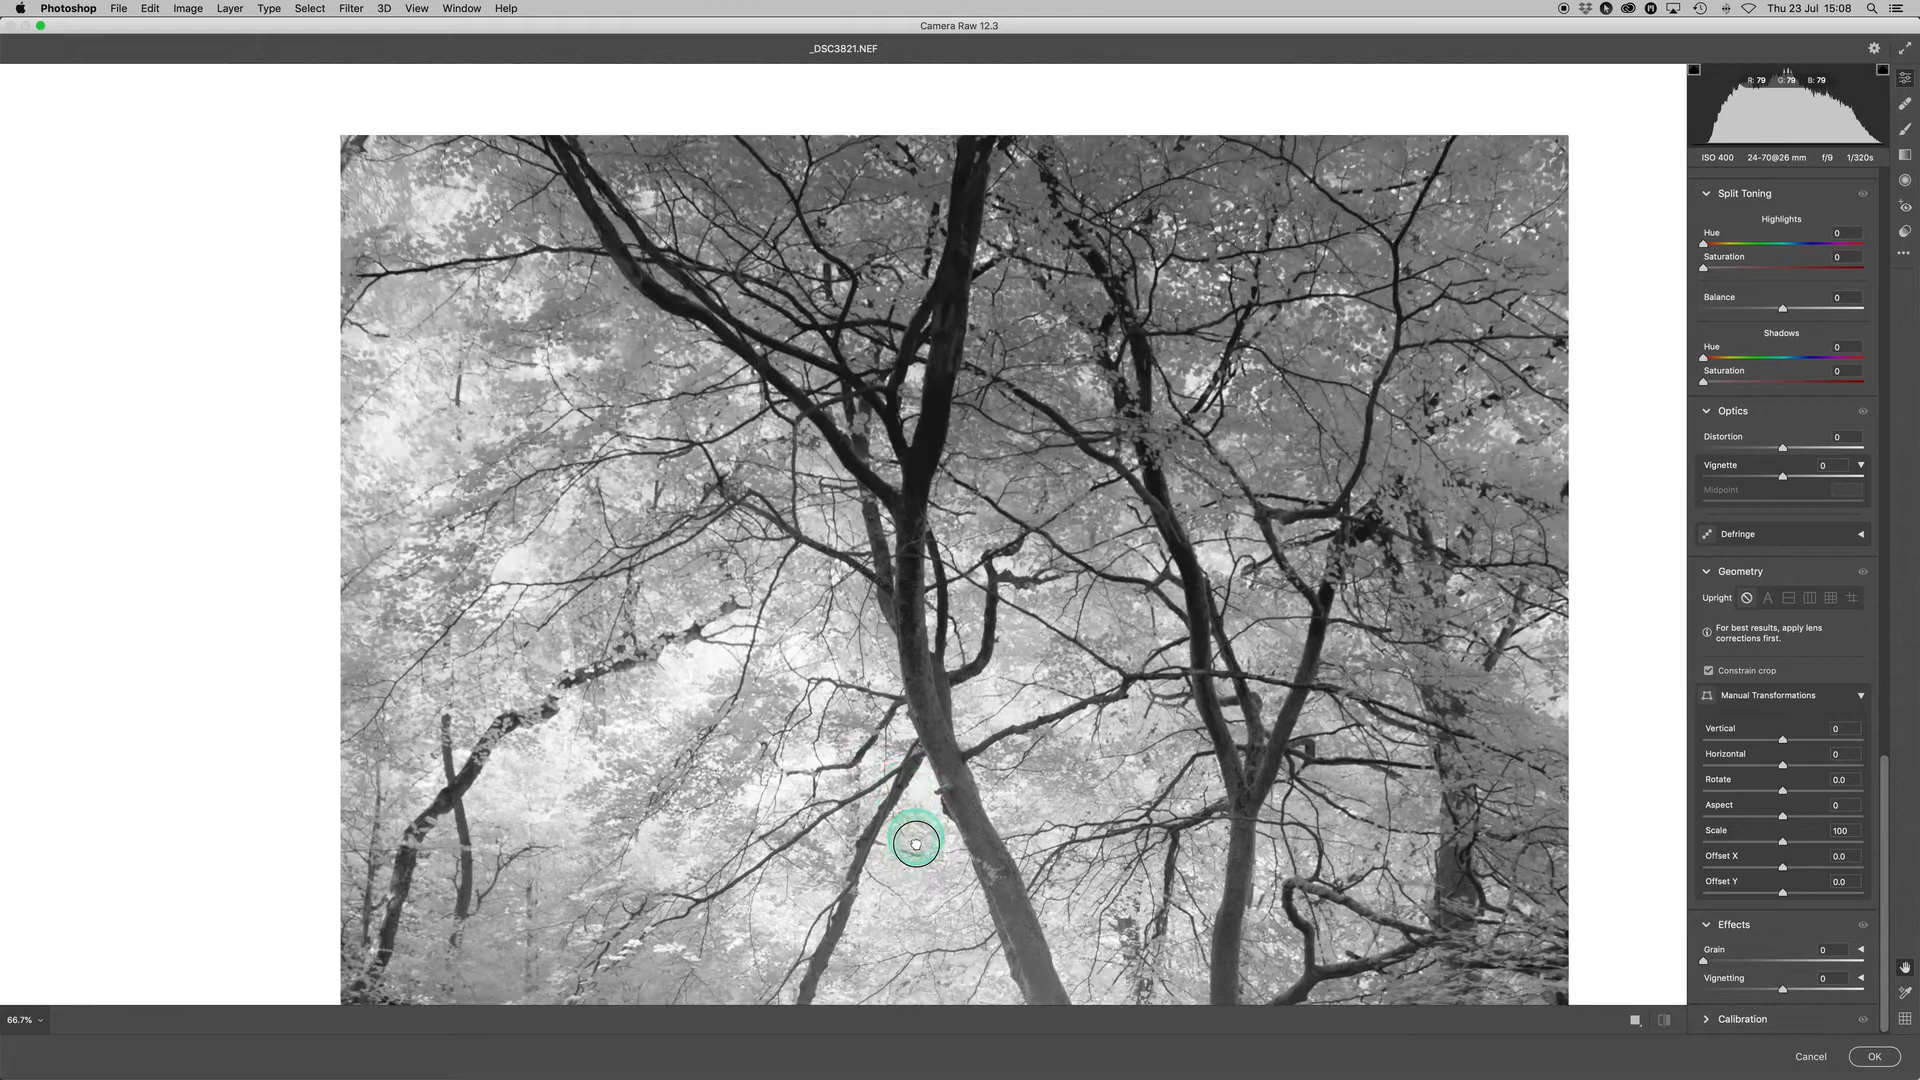 Photoshop File Edit Image Layer Type Select Filter 3D View Window Help Thu 23 Jul 15:08
Camera Raw 12.3
_DSC3821.NEF
R: 79 G: 79 B: 79
ISO 400 24-70@26 mm f/9 1/320s
Split Toning
Highlights
Hue 0
Saturation 0
Balance 0
Shadows
Hue 0
Saturation 0
Optics
Distortion 0
Vignette 0
Midpoint
Defringe
Geometry
Upright A
For best results, apply lens
corrections first.
Constrain crop
Manual Transformations
Vertical 0
Horizontal 0
Rotate 0.0
Aspect 0
Scale 100
Offset X 0.0
Offset Y 0.0
Effects
Grain 0
Vignetting 0
66.7%
Calibration
Cancel OK